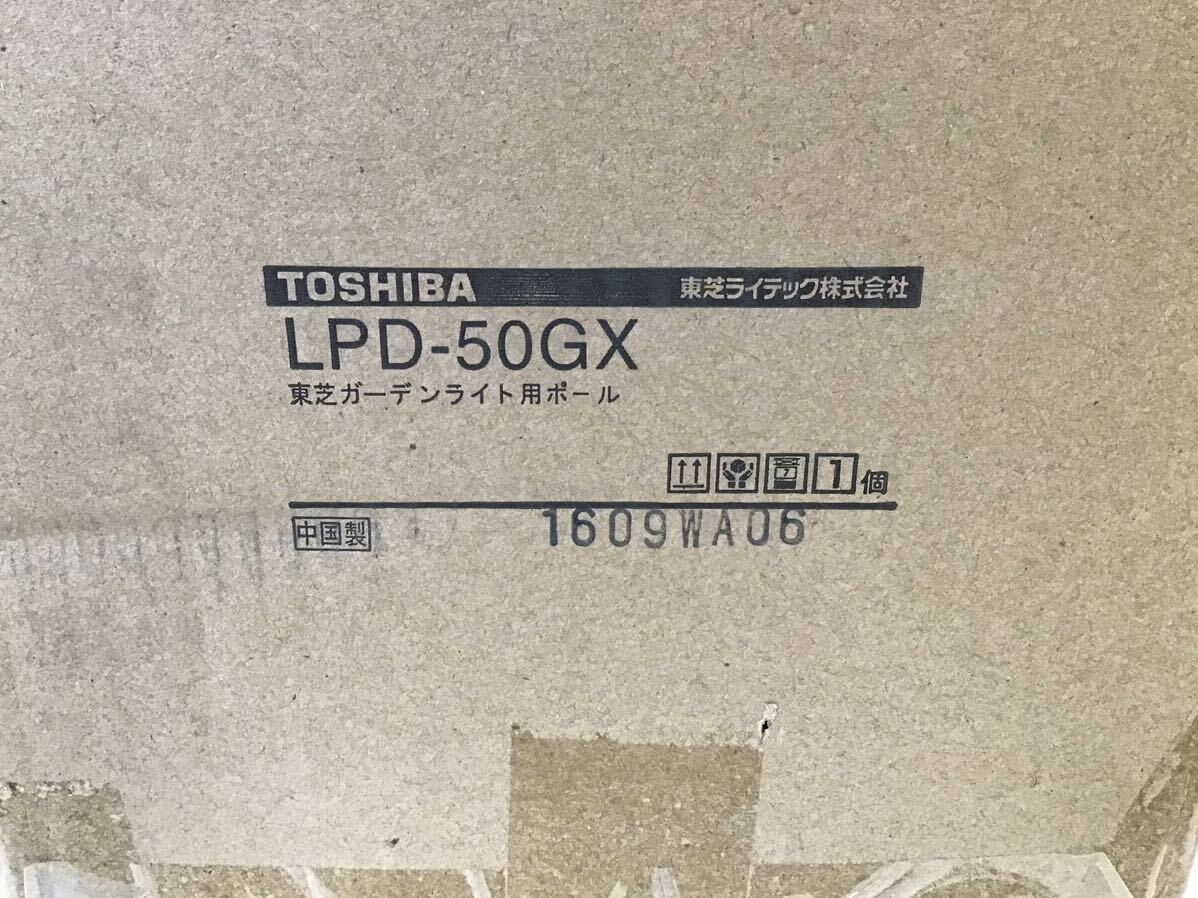 TOSHIBA 東芝ライテック株式会社
LPD-50GX
東芝ガーデンライト用ポール
7 1個
中国製 1609WA06